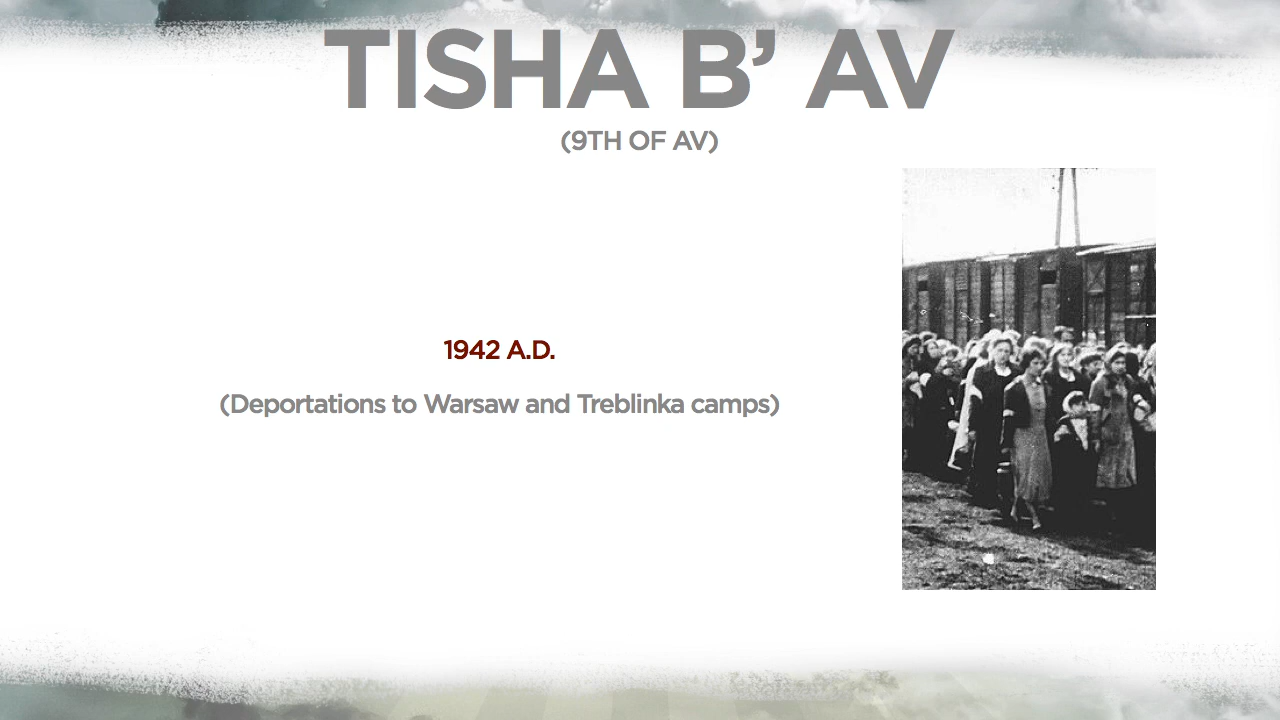 TISHA B’ AV
(9TH OF AV)
1942 A.D.
(Deportations to Warsaw and Treblinka camps)